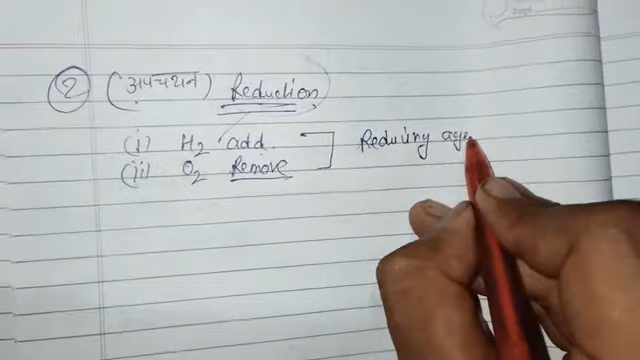 2 (अपचयन) Reduction
(i) H2 add.
(ii) O2 Remove
Reducing age